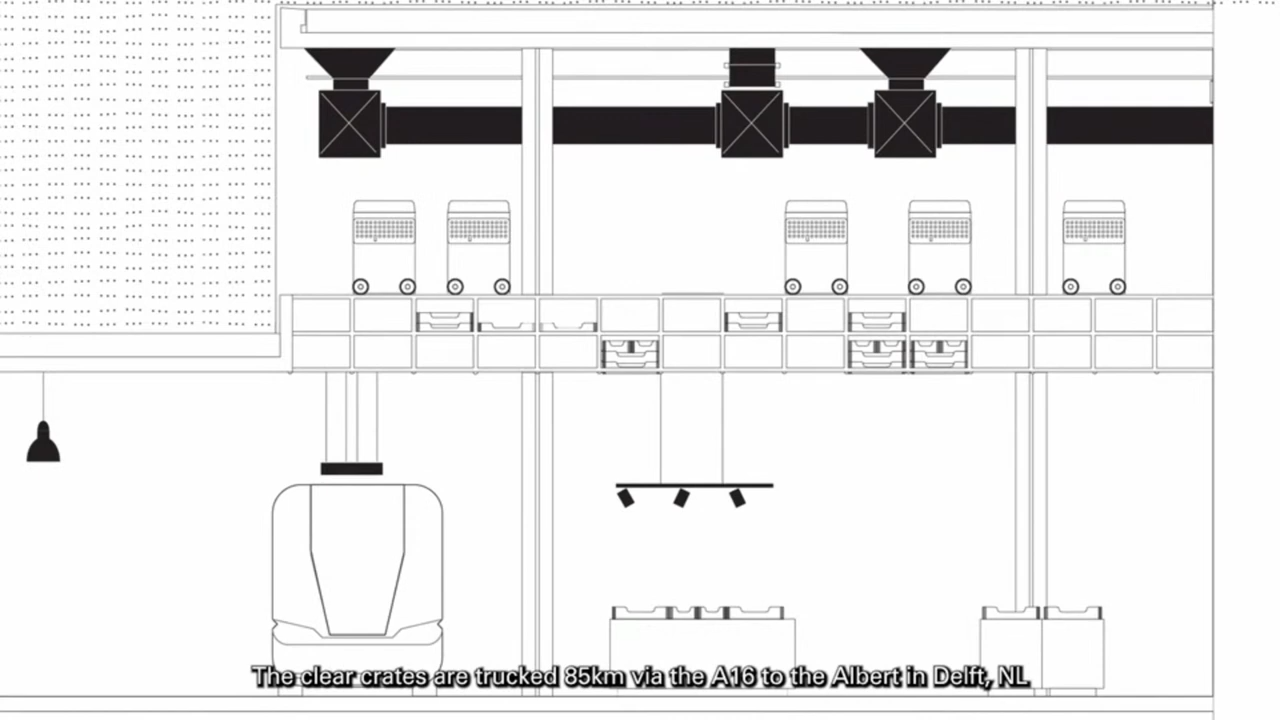 The clear crates are trucked 85km via the A16 to the Albert in Delft, NL